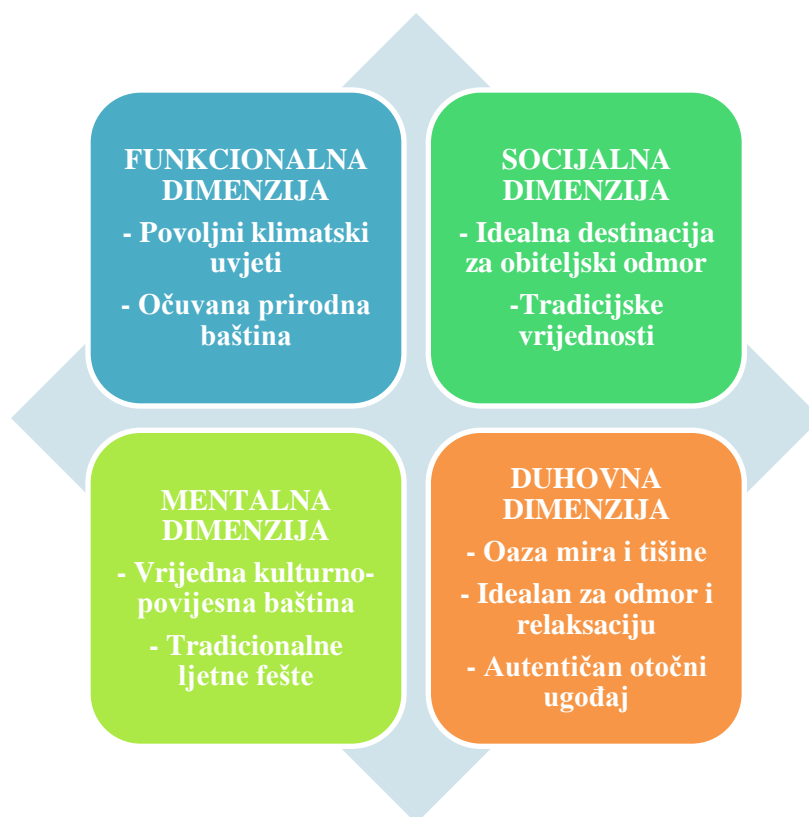 FUNKCIONALNA
DIMENZIJA
- Povoljni klimatski
uvjeti
- Očuvana prirodna
baština
SOCIJALNA
DIMENZIJA
- Idealna destinacija
za obiteljski odmor
-Tradicijske
vrijednosti
MENTALNA
DIMENZIJA
- Vrijedna kulturno-
povijesna baština
- Tradicionalne
ljetne fešte
DUHOVNA
DIMENZIJA
- Oaza mira i tišine
- Idealan za odmor i
relaksaciju
- Autentičan otočni
ugođaj